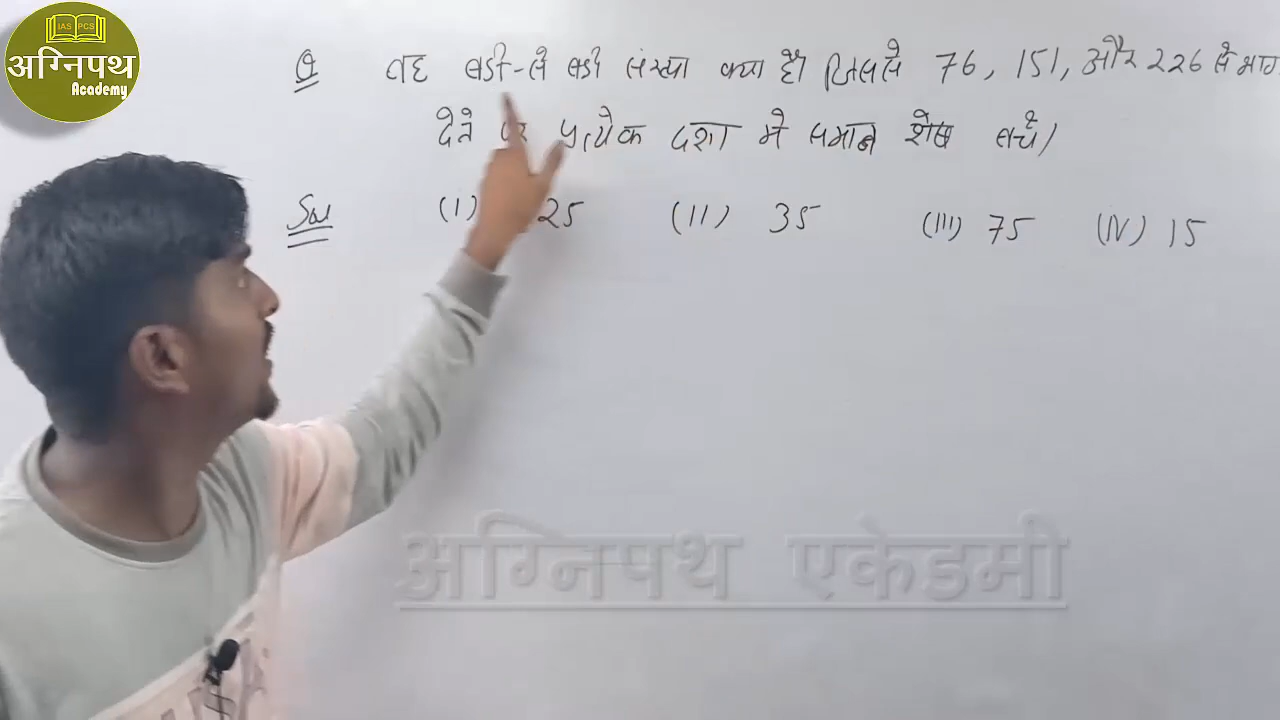 IAS PCS
अग्निपथ
Academy
Q वह बडी-से बडी संख्या क्या है। जिससे 76, 151, और 226 से भाग
देने पर प्रत्येक दशा मे समान शेष बचे।
Sol (I) 25 (II) 35 (III) 75 (IV) 15
अग्निपथ एकेडमी